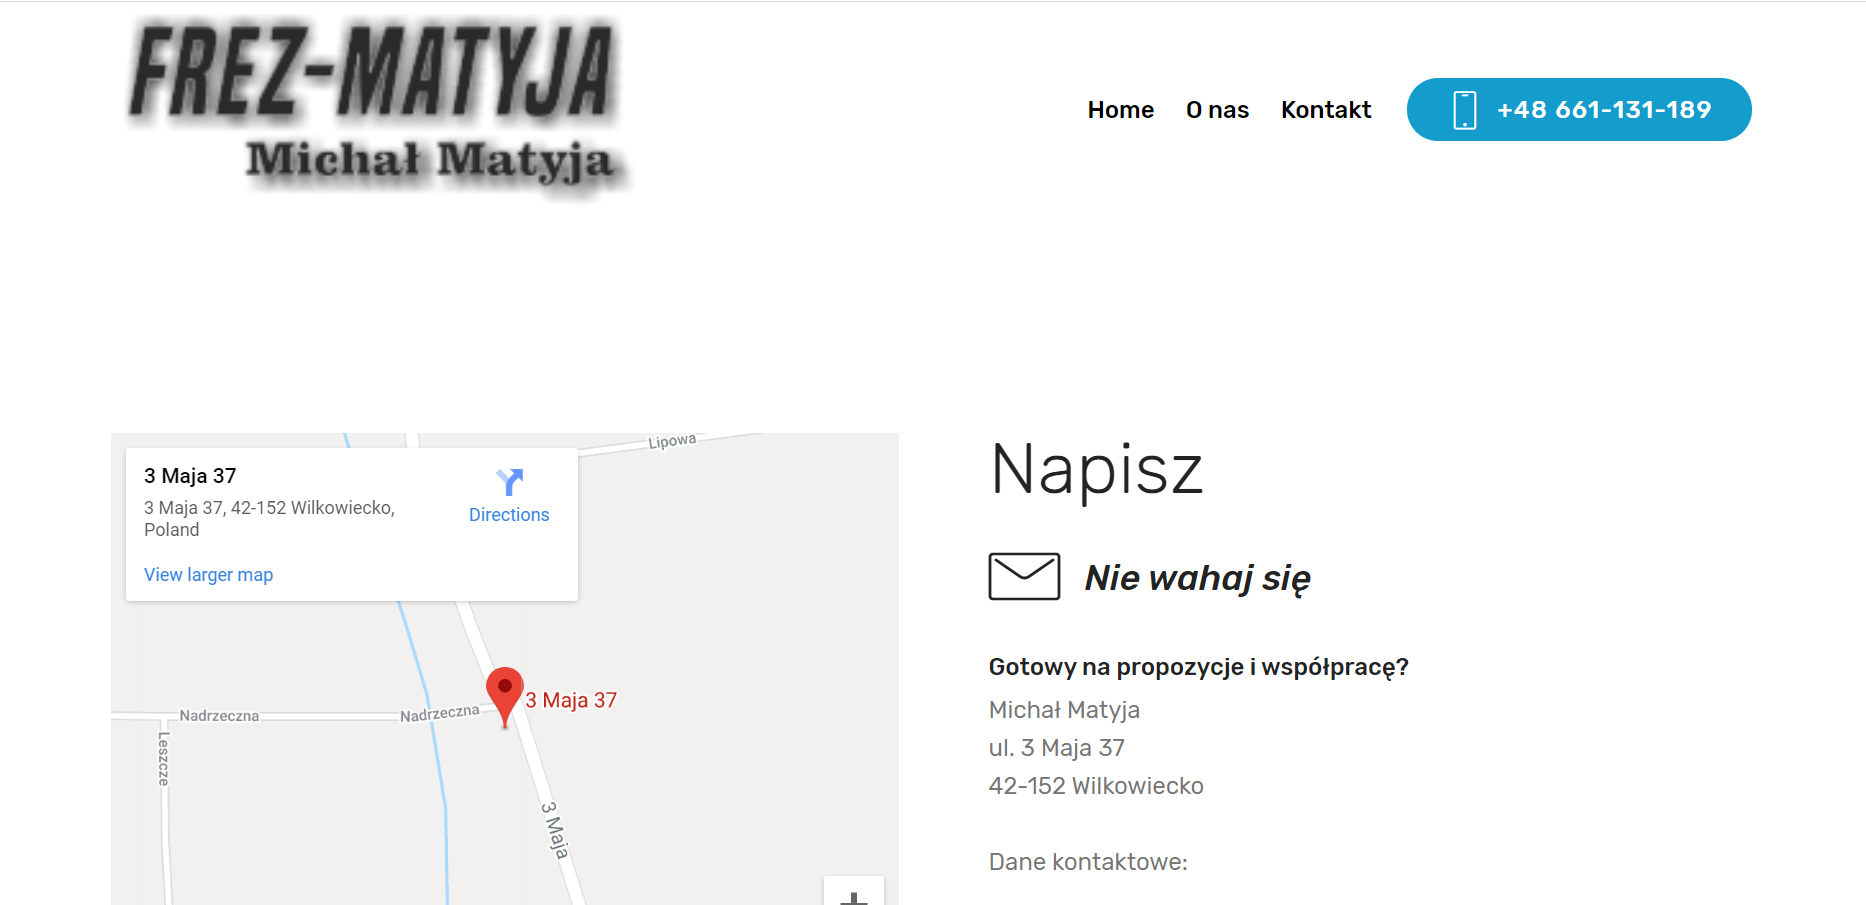 FREZ-MATYJA
Michał Matyja
Home O nas Kontakt +48 661-131-189
Lipowa
3 Maja 37
3 Maja 37, 42-152 Wilkowiecko,
Poland
Directions
View larger map
3 Maja 37
Nadrzeczna
Nadrzeczna
Leszcze
3 Maja
Napisz
Nie wahaj się
Gotowy na propozycje i współpracę?
Michał Matyja
ul. 3 Maja 37
42-152 Wilkowiecko
Dane kontaktowe: